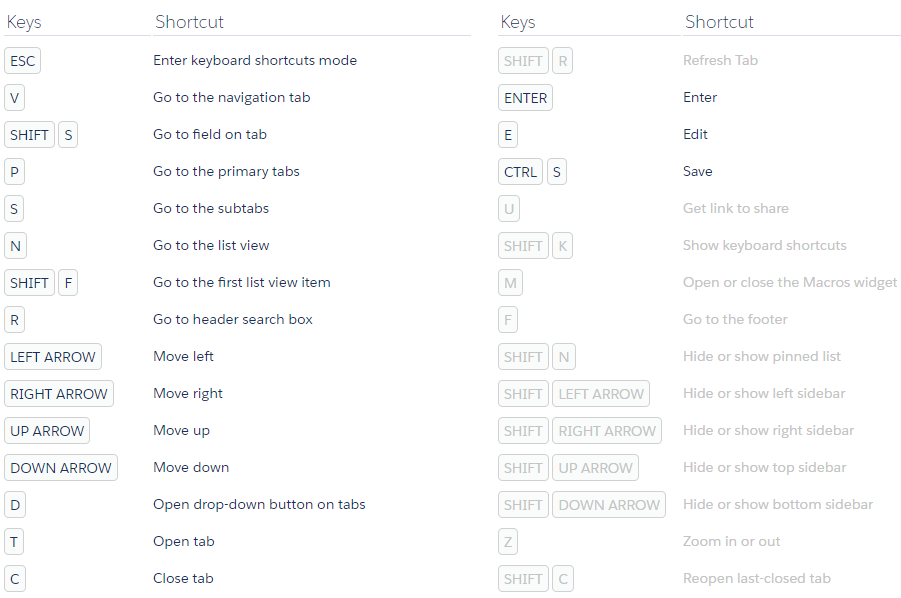 Keys Shortcut
ESC Enter keyboard shortcuts mode
V Go to the navigation tab
SHIFT S Go to field on tab
P Go to the primary tabs
S Go to the subtabs
N Go to the list view
SHIFT F Go to the first list view item
R Go to header search box
LEFT ARROW Move left
RIGHT ARROW Move right
UP ARROW Move up
DOWN ARROW Move down
D Open drop-down button on tabs
T Open tab
C Close tab
Keys Shortcut
SHIFT R Refresh Tab
ENTER Enter
E Edit
CTRL S Save
U Get link to share
SHIFT K Show keyboard shortcuts
M Open or close the Macros widget
F Go to the footer
SHIFT N Hide or show pinned list
SHIFT LEFT ARROW Hide or show left sidebar
SHIFT RIGHT ARROW Hide or show right sidebar
SHIFT UP ARROW Hide or show top sidebar
SHIFT DOWN ARROW Hide or show bottom sidebar
Z Zoom in or out
SHIFT C Reopen last-closed tab